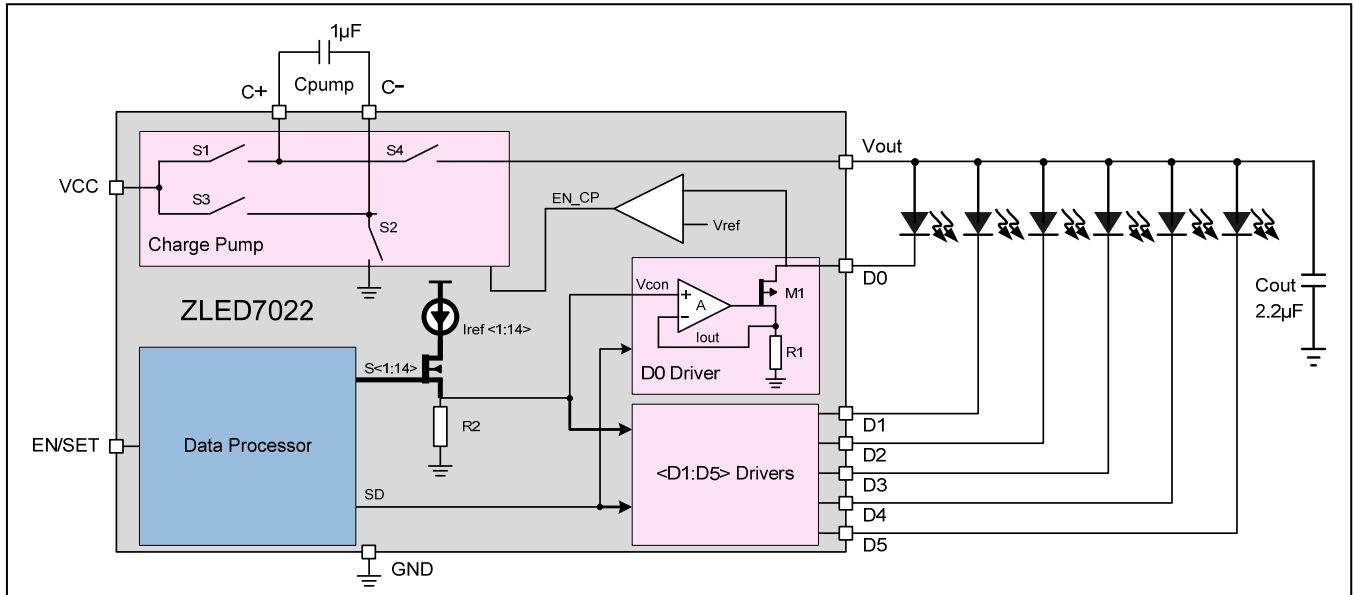 1µF
Cpump
C+
C-
S1
S4
Vout
VCC
S3
EN_CP
Vref
S2
Charge Pump
D0
ZLED7022
Vcon
+
A
-
M1
Iref <1:14>
Iout
R1
Cout
2.2µF
S<1:14>
D0 Driver
R2
D1
EN/SET
Data Processor
D2
<D1:D5> Drivers
D3
SD
D4
D5
GND